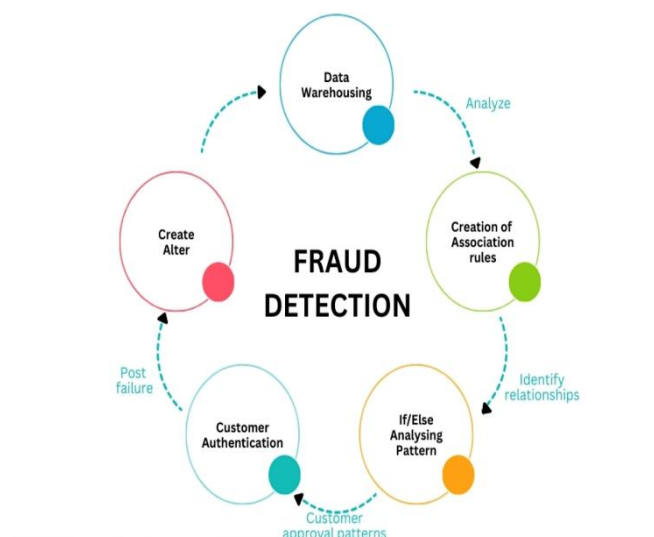 Data
Warehousing
Analyze
Creation of
Association
rules
Identify
relationships
If/Else
Analysing
Pattern
Customer
approval patterns
Customer
Authentication
Post
failure
Create
Alter
FRAUD
DETECTION